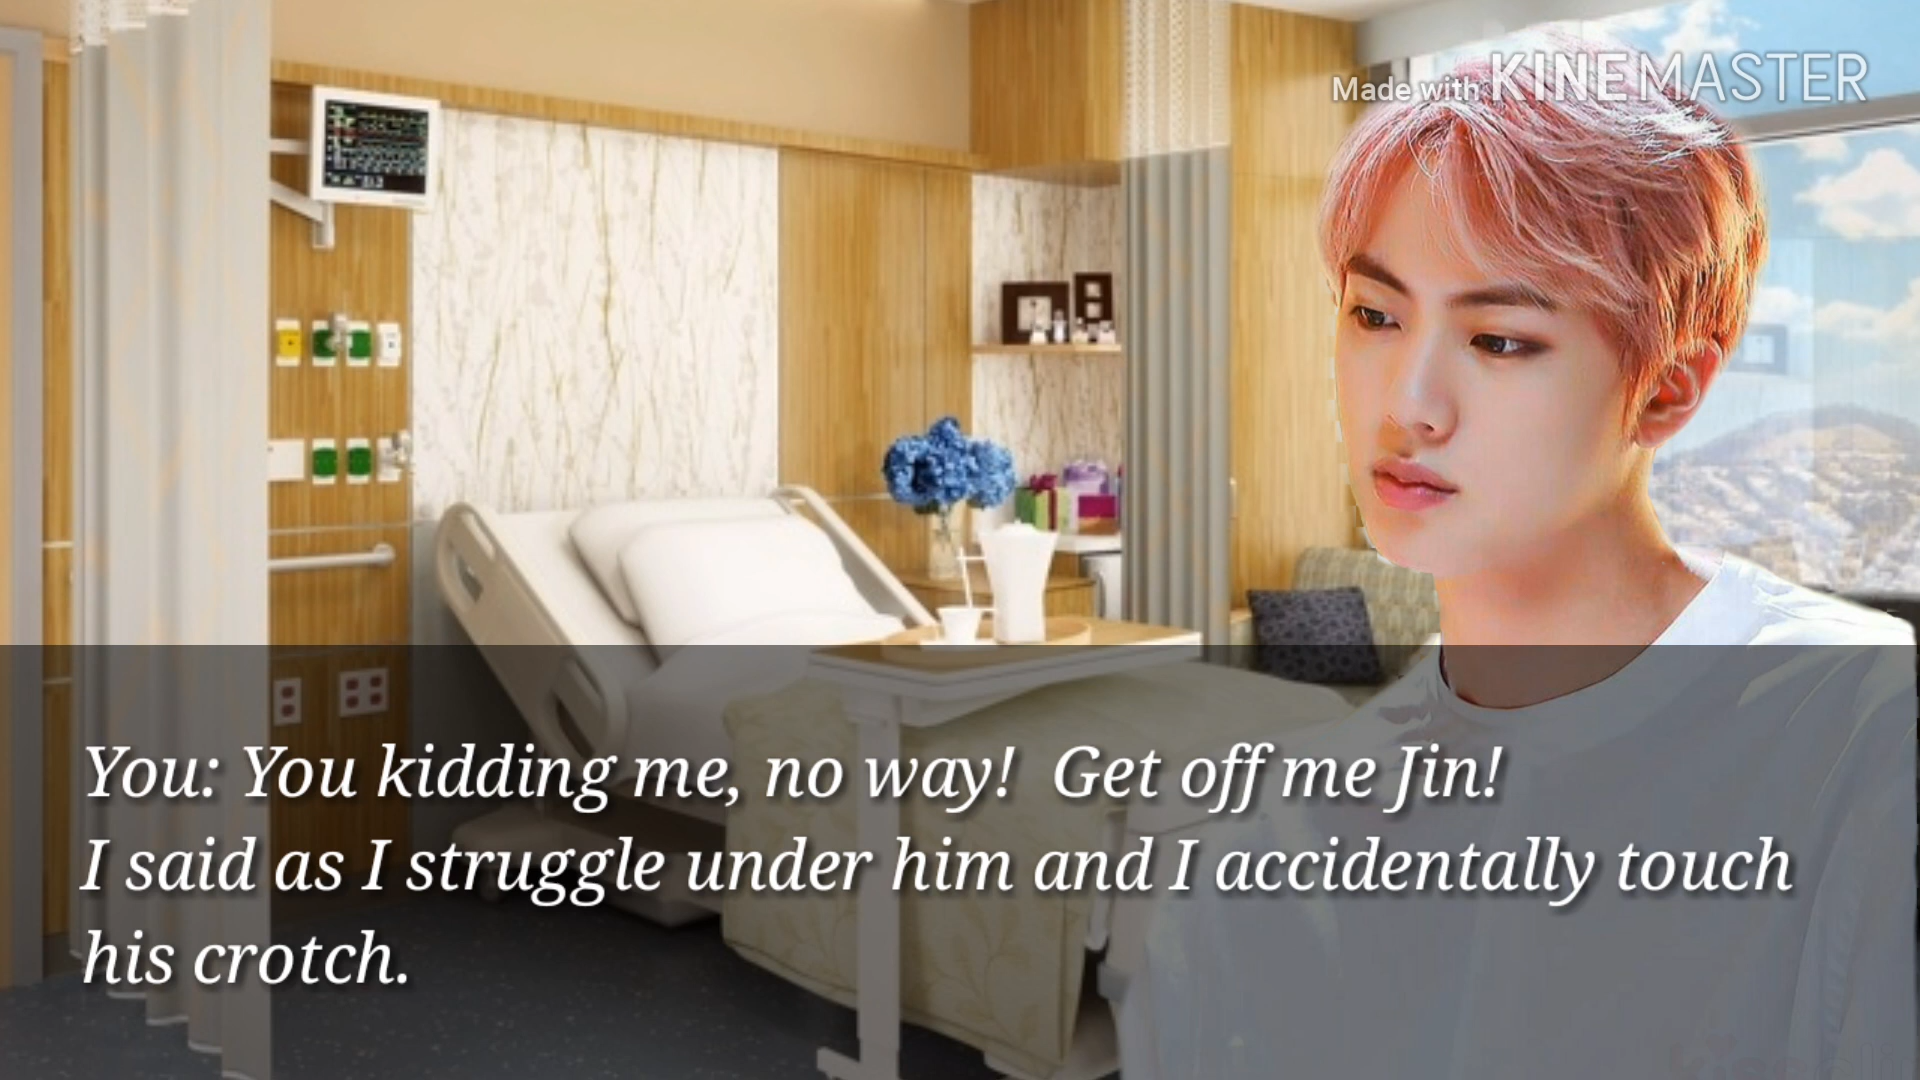 Made with KINEMASTER
You: You kidding me, no way!  Get off me Jin!
I said as I struggle under him and I accidentally touch
his crotch.